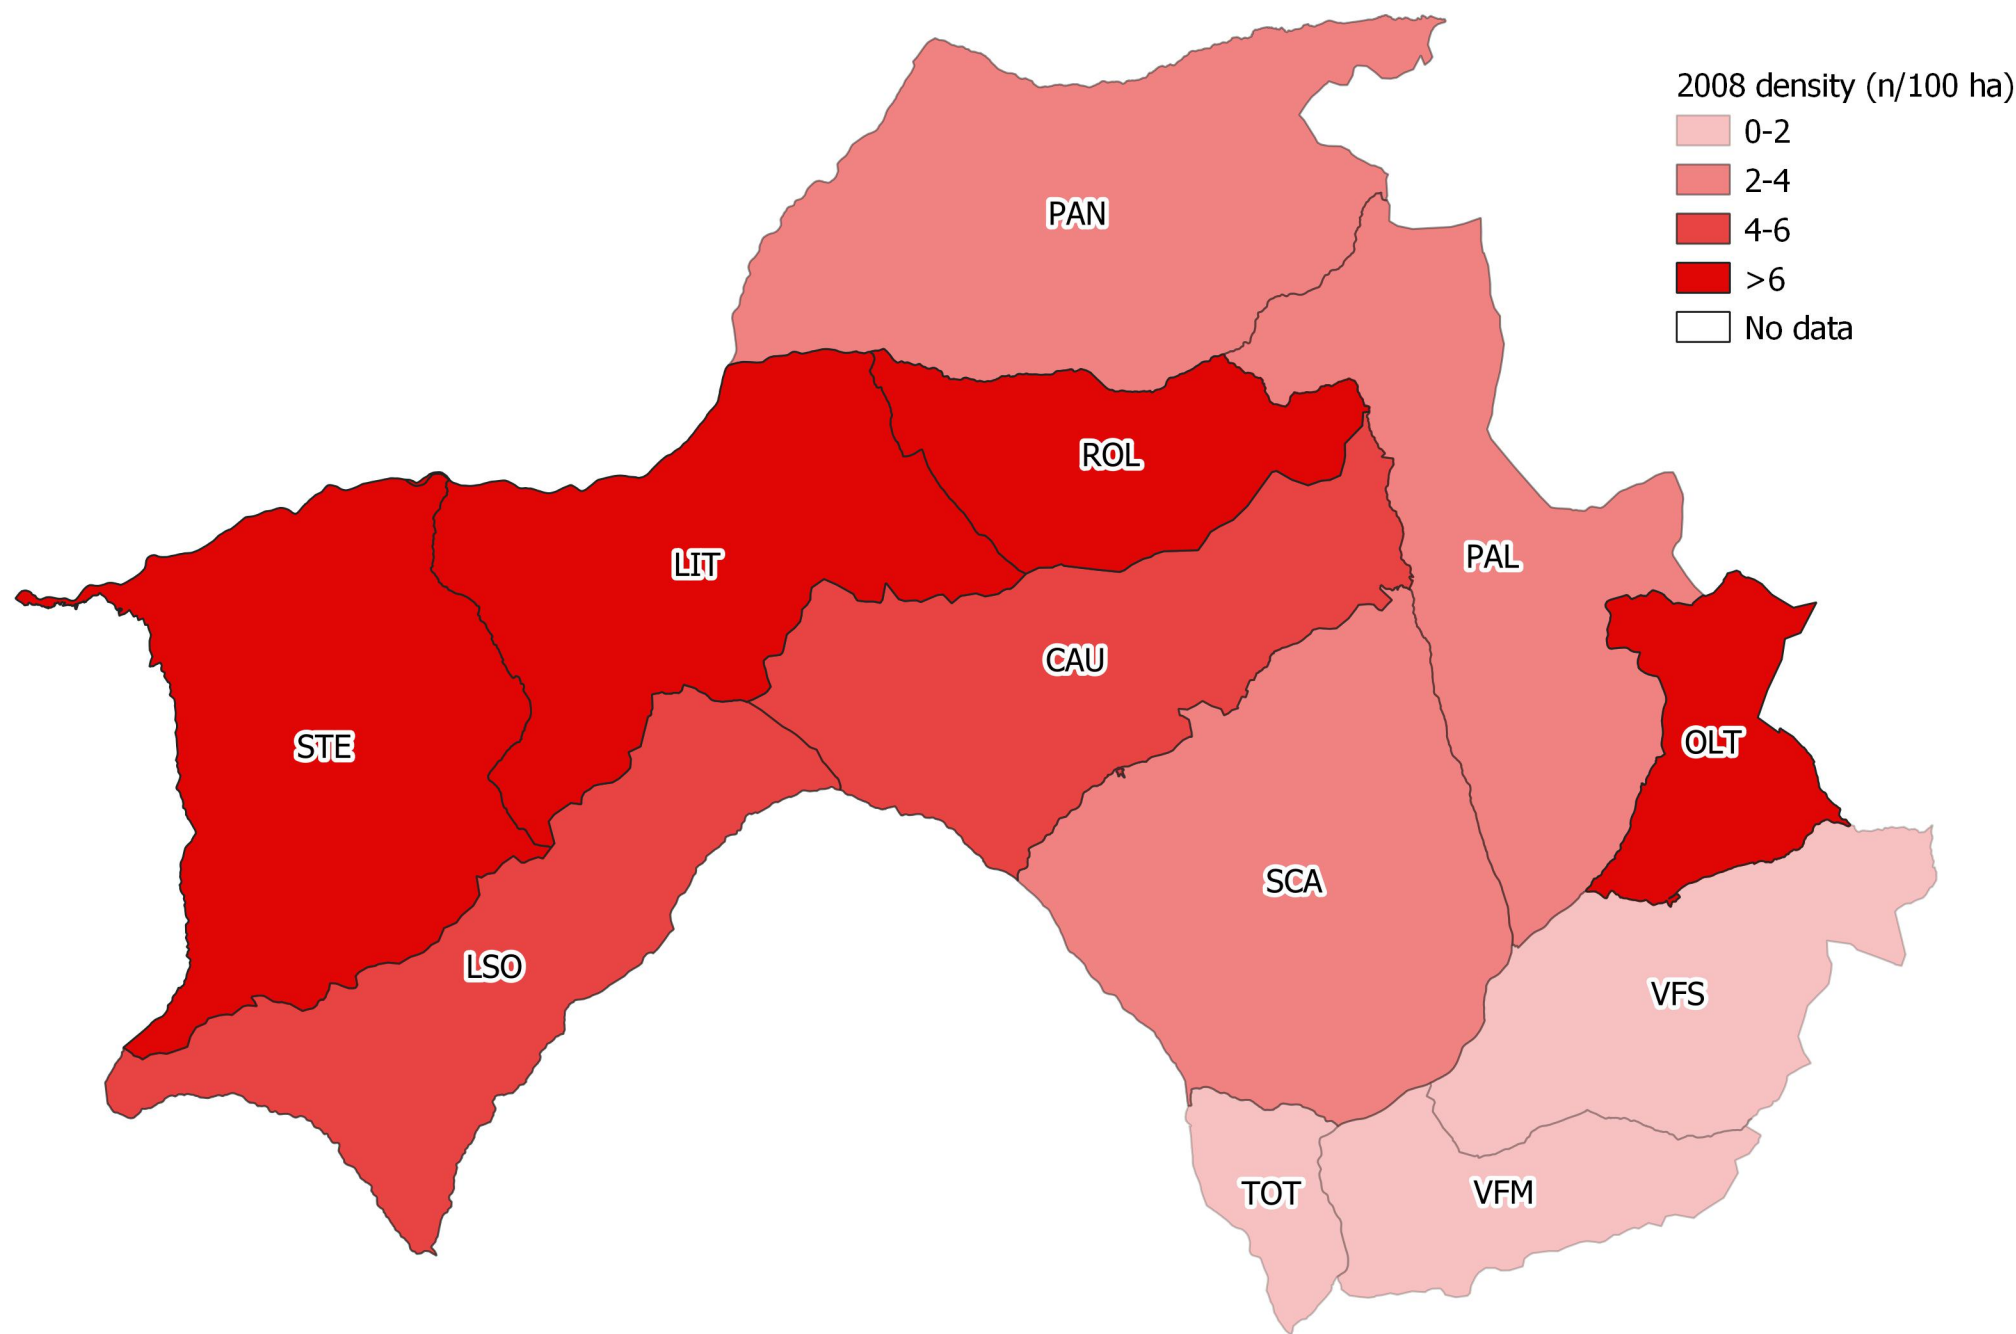 2008 density (n/100 ha)
0-2
2-4
4-6
>6
No data
PAN
ROL
LIT
PAL
CAU
STE
OLT
SCA
LSO
VFS
TOT
VFM